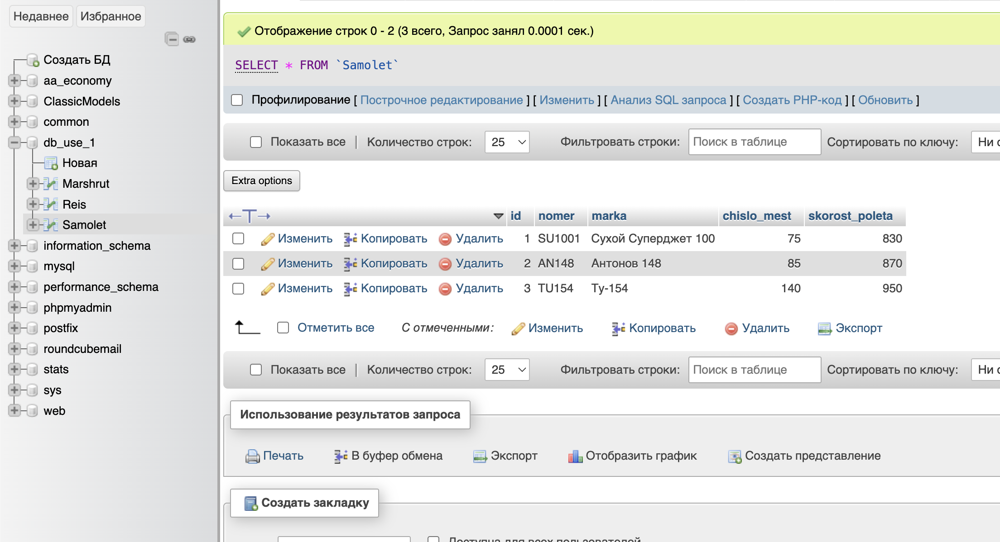 Недавнее Избранное
Создать БД
aa_economy
ClassicModels
common
db_use_1
Новая
Marshrut
Reis
Samolet
information_schema
mysql
performance_schema
phpmyadmin
postfix
roundcubemail
stats
sys
web
Отображение строк 0 - 2 (3 всего, Запрос занял 0.0001 сек.)
SELECT * FROM `Samolet`
Профилирование [ Построчное редактирование ] [ Изменить ] [ Анализ SQL запроса ] [ Создать PHP-код ] [ Обновить ]
Показать все | Количество строк: 25 Фильтровать строки: Поиск в таблице Сортировать по ключу: Ни
Extra options
←T→ id nomer marka chislo_mest skorost_poleta
Изменить Копировать Удалить 1 SU1001 Сухой Суперджет 100 75 830
Изменить Копировать Удалить 2 AN148 Антонов 148 85 870
Изменить Копировать Удалить 3 TU154 Ту-154 140 950
Отметить все С отмеченными: Изменить Копировать Удалить Экспорт
Показать все | Количество строк: 25 Фильтровать строки: Поиск в таблице Сортировать по ключу: Ни
Использование результатов запроса
Печать В буфер обмена Экспорт Отобразить график Создать представление
Создать закладку
Доступна для всех пользователей